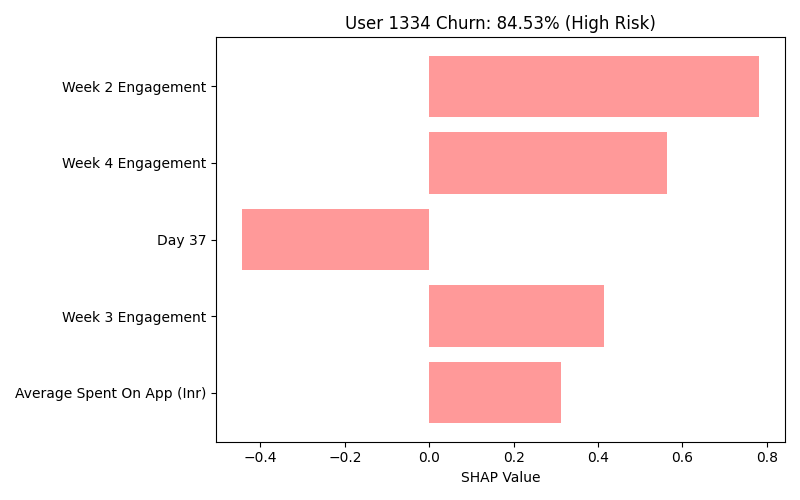 User 1334 Churn: 84.53% (High Risk)
Week 2 Engagement
Week 4 Engagement
Day 37
Week 3 Engagement
Average Spent On App (Inr)
−0.4 −0.2 0.0 0.2 0.4 0.6 0.8
SHAP Value